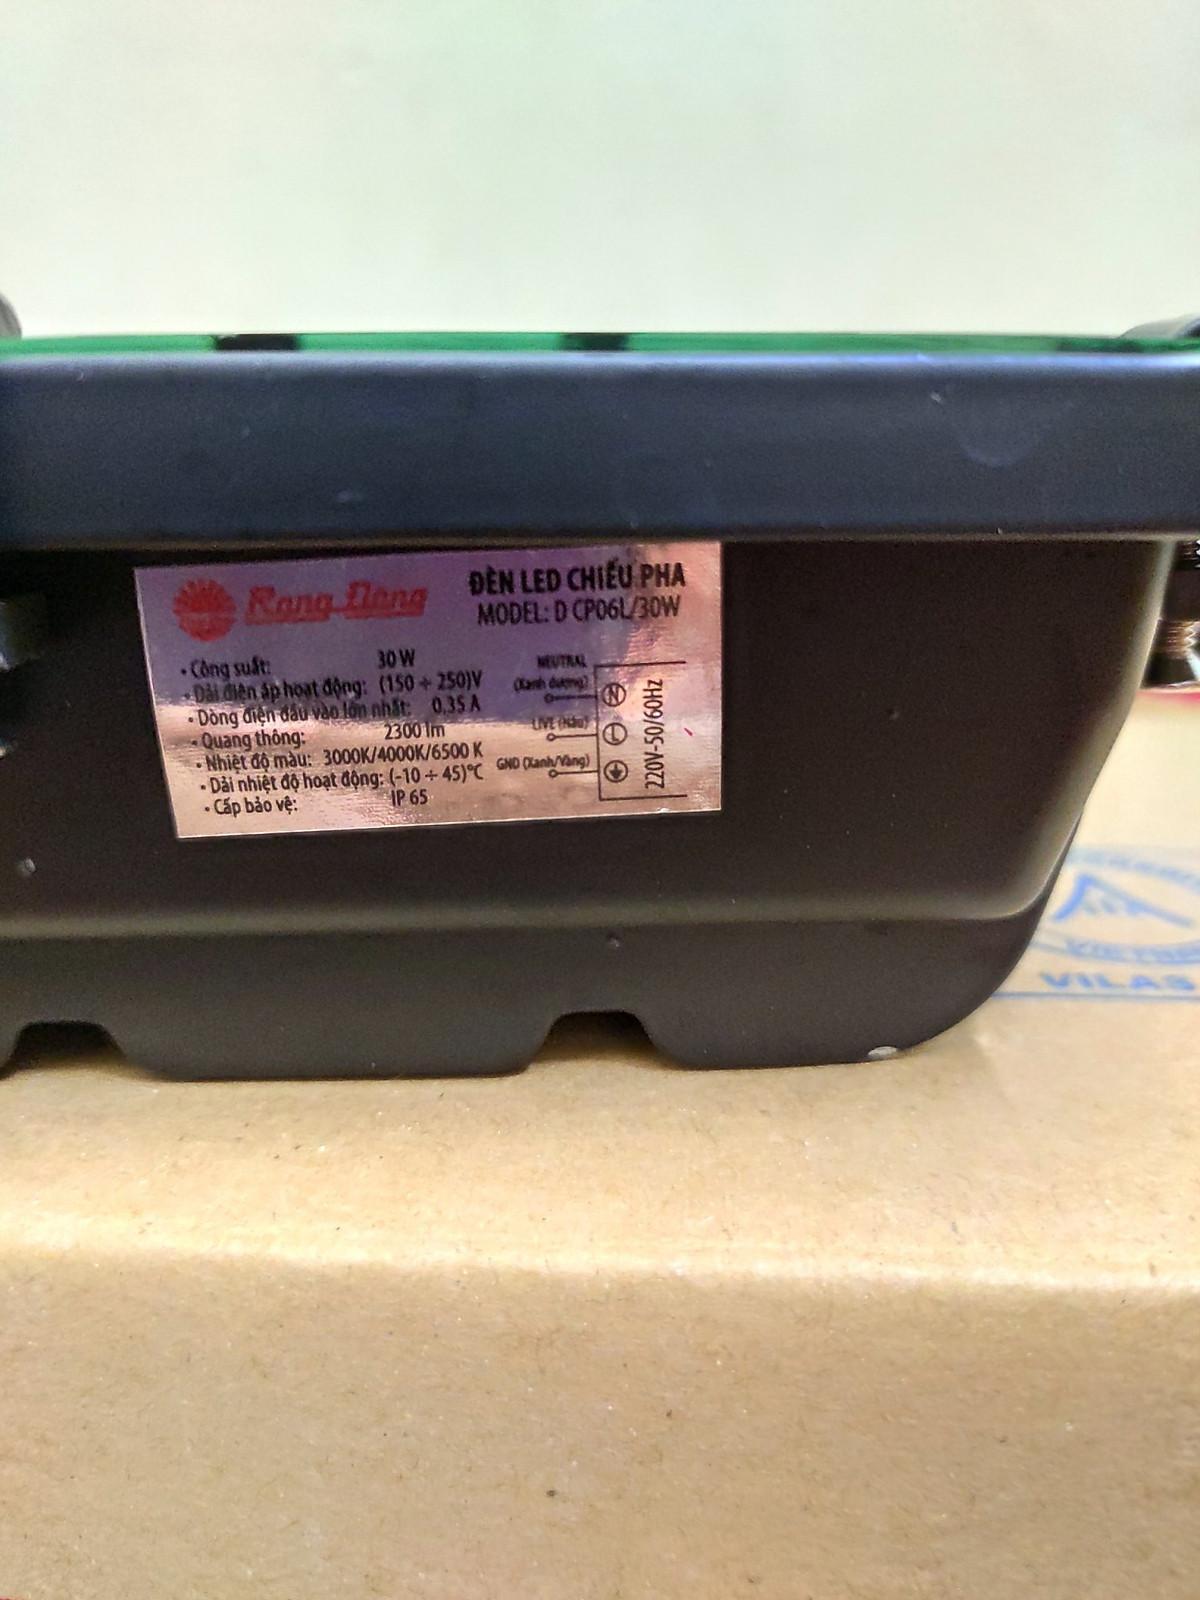 Rạng Đông
ĐÈN LED CHIẾU PHA
MODEL: D CP06L/30W
• Công suất: 30 W
• Dải điện áp hoạt động: (150 ÷ 250)V
• Dòng điện đầu vào lớn nhất: 0,35 A
• Quang thông: 2300 lm
• Nhiệt độ màu: 3000K/4000K/6500 K
• Dải nhiệt độ hoạt động: (-10 ÷ 45)°C
• Cấp bảo vệ: IP 65
NEUTRAL
(Xanh dương)
N
LIVE (Nâu)
L
GND (Xanh/Vàng)
220V-50/60Hz
VILAS